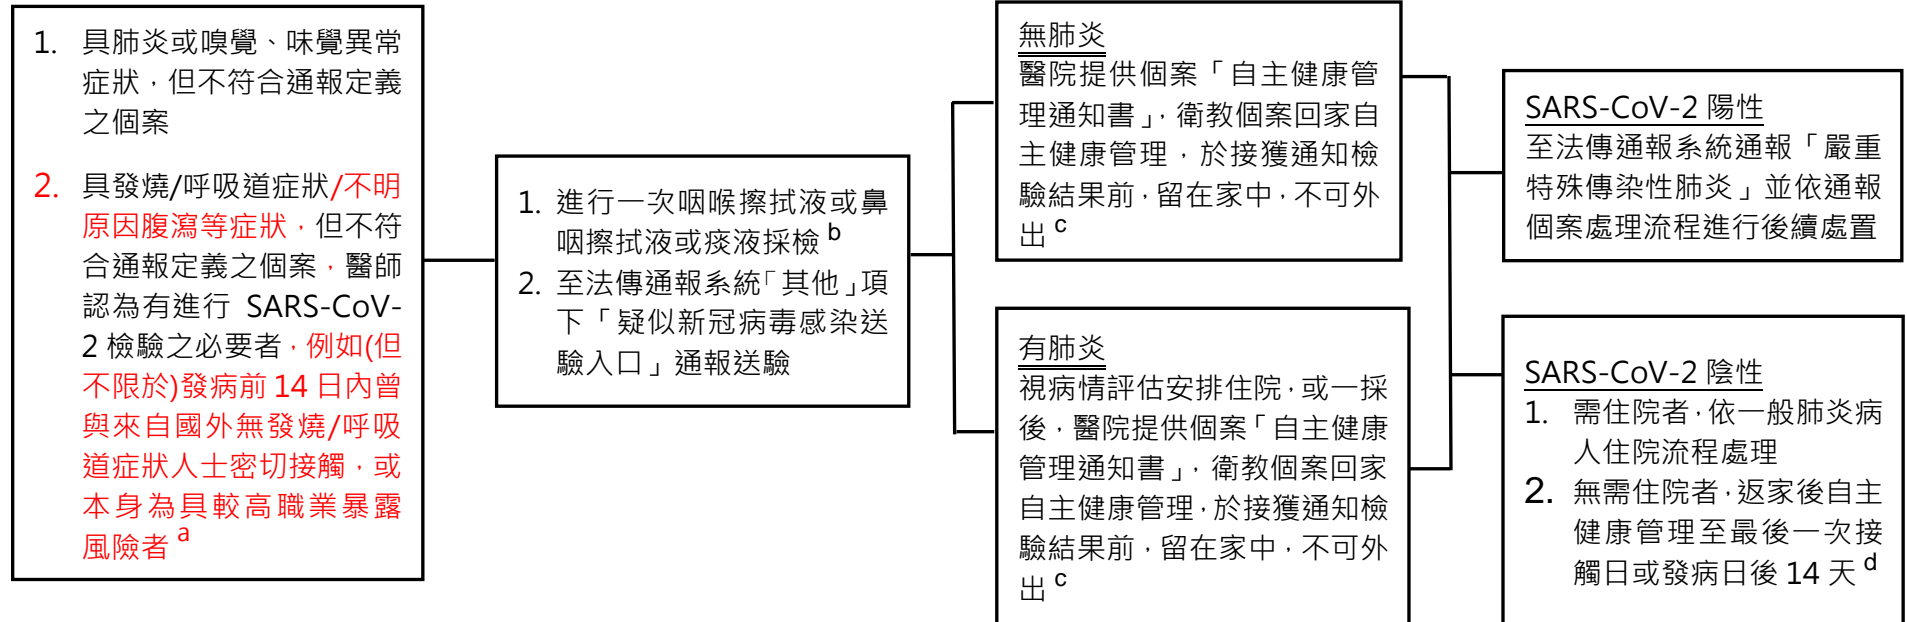 1. 具肺炎或嗅覺、味覺異常
症狀，但不符合通報定義
之個案
2. 具發燒/呼吸道症狀/不明
原因腹瀉等症狀，但不符
合通報定義之個案，醫師
認為有進行 SARS-CoV-
2 檢驗之必要者，例如(但
不限於)發病前 14 日內曾
與來自國外無發燒/呼吸
道症狀人士密切接觸，或
本身為具較高職業暴露
風險者 a
1. 進行一次咽喉擦拭液或鼻
咽擦拭液或痰液採檢 b
2. 至法傳通報系統「其他」項
下「疑似新冠病毒感染送
驗入口」通報送驗
無肺炎
醫院提供個案「自主健康管
理通知書」，衛教個案回家自
主健康管理，於接獲通知檢
驗結果前，留在家中，不可外
出 c
有肺炎
視病情評估安排住院，或一採
後，醫院提供個案「自主健康
管理通知書」，衛教個案回家
自主健康管理，於接獲通知檢
驗結果前，留在家中，不可外
出 c
SARS-CoV-2 陽性
至法傳通報系統通報「嚴重
特殊傳染性肺炎」並依通報
個案處理流程進行後續處置
SARS-CoV-2 陰性
1. 需住院者，依一般肺炎病
人住院流程處理
2. 無需住院者，返家後自主
健康管理至最後一次接
觸日或發病日後 14 天 d